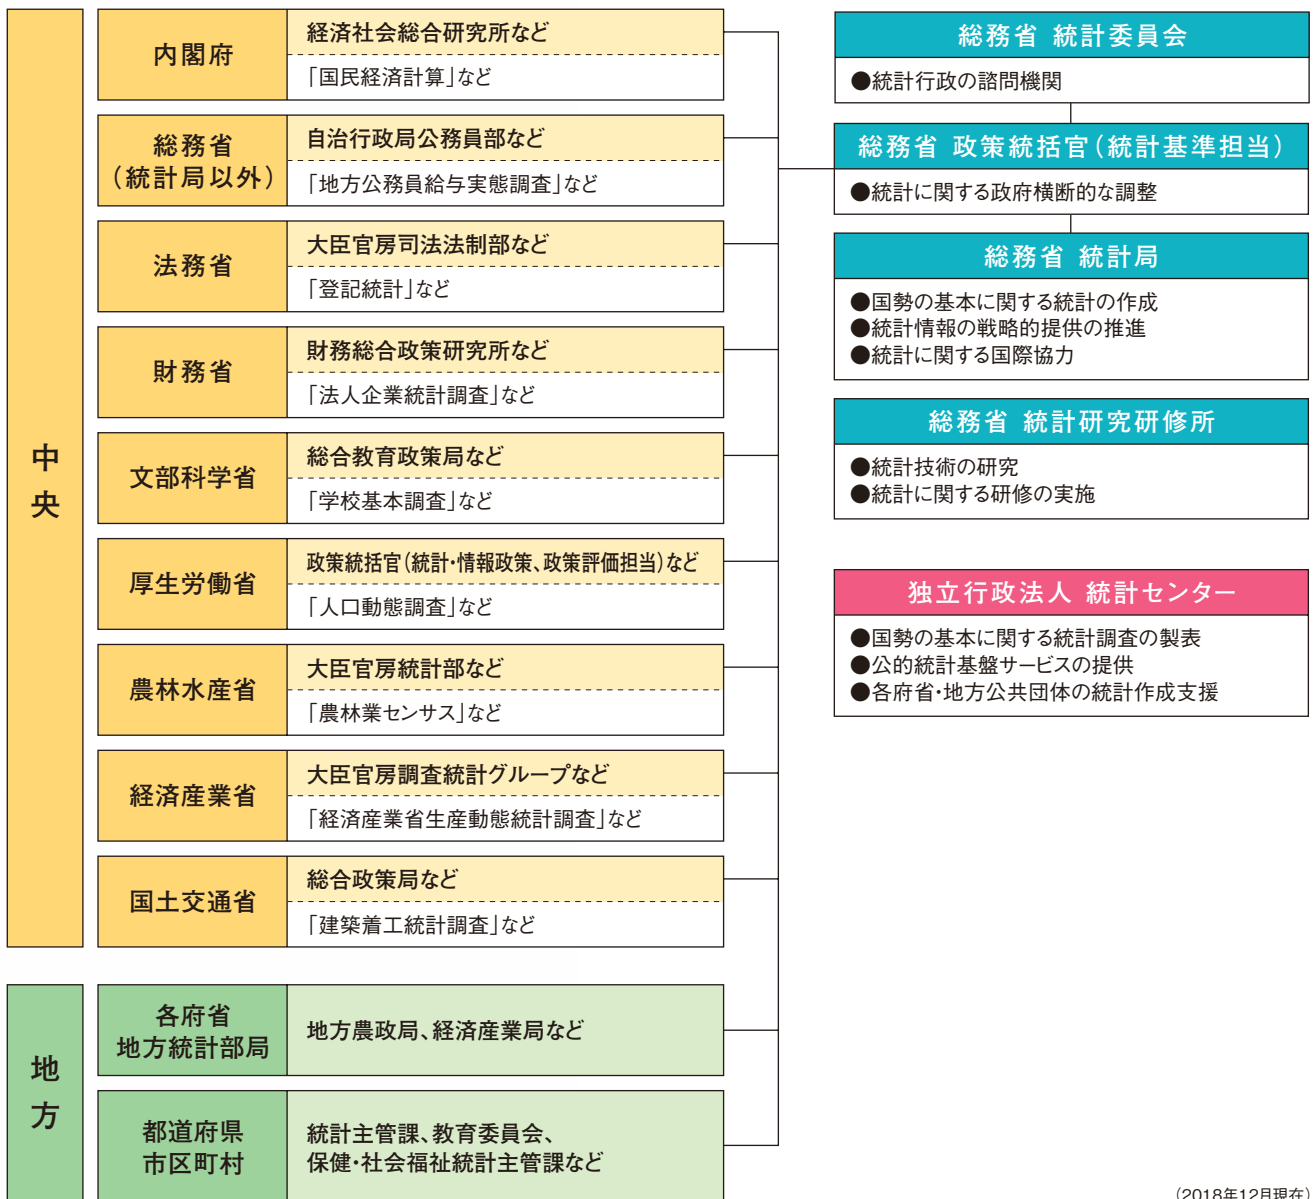 中央
内閣府
経済社会総合研究所など
「国民経済計算」など
総務省
(統計局以外)
自治行政局公務員部など
「地方公務員給与実態調査」など
法務省
大臣官房司法法制部など
「登記統計」など
財務省
財務総合政策研究所など
「法人企業統計調査」など
文部科学省
総合教育政策局など
「学校基本調査」など
厚生労働省
政策統括官(統計・情報政策、政策評価担当)など
「人口動態調査」など
農林水産省
大臣官房統計部など
「農林業センサス」など
経済産業省
大臣官房調査統計グループなど
「経済産業省生産動態統計調査」など
国土交通省
総合政策局など
「建築着工統計調査」など
地方
各府省
地方統計部局
地方農政局、経済産業局など
都道府県
市区町村
統計主管課、教育委員会、
保健・社会福祉統計主管課など
総務省 統計委員会
●統計行政の諮問機関
総務省 政策統括官(統計基準担当)
●統計に関する政府横断的な調整
総務省 統計局
●国勢の基本に関する統計の作成
●統計情報の戦略的提供の推進
●統計に関する国際協力
総務省 統計研究研修所
●統計技術の研究
●統計に関する研修の実施
独立行政法人 統計センター
●国勢の基本に関する統計調査の製表
●公的統計基盤サービスの提供
●各府省・地方公共団体の統計作成支援
(2018年12月現在)